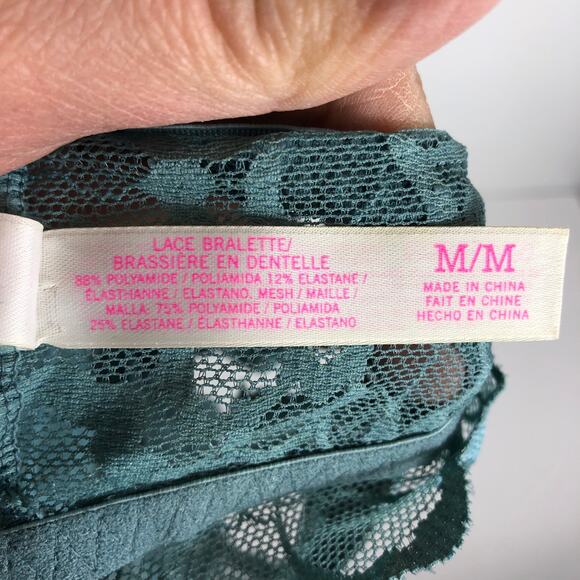 LACE BRALETTE/
BRASSIÈRE EN DENTELLE
88% POLYAMIDE / POLIAMIDA 12% ELASTANE /
ÉLASTHANNE / ELASTANO. MESH / MAILLE /
MALLA: 75% POLYAMIDE / POLIAMIDA
25% ELASTANE / ÉLASTHANNE / ELASTANO
M/M
MADE IN CHINA
FAIT EN CHINE
HECHO EN CHINA